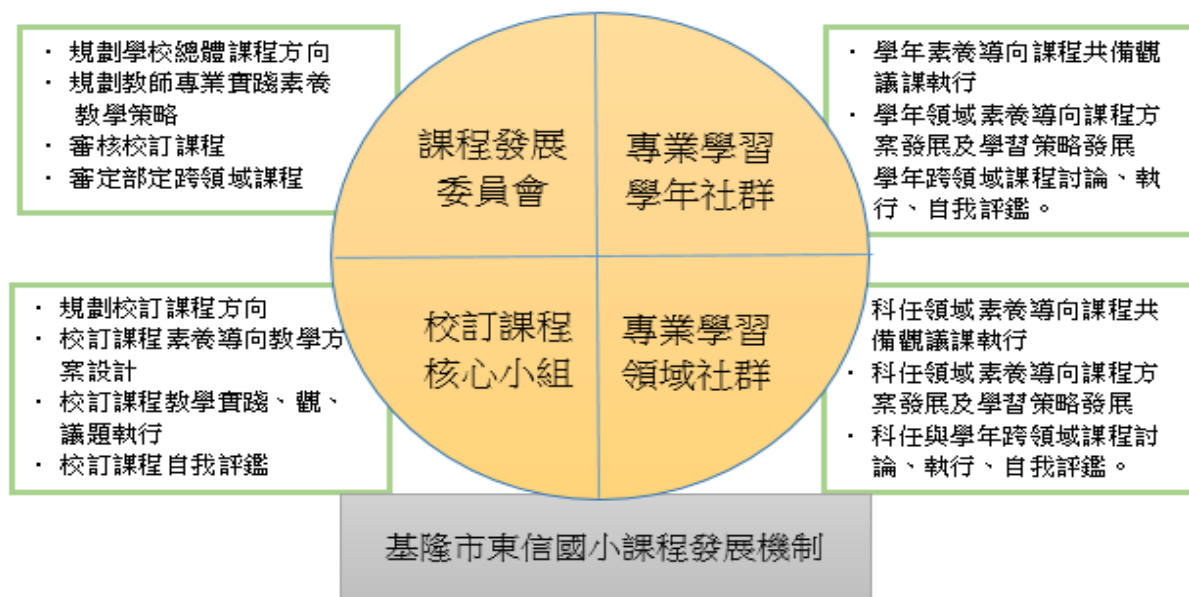 · 規劃學校總體課程方向
· 規劃教師專業實踐素養
教學策略
· 審核校訂課程
· 審定部定跨領域課程
課程發展
委員會
專業學習
學年社群
· 學年素養導向課程共備觀
議課執行
· 學年領域素養導向課程方
案發展及學習策略發展
學年跨領域課程討論、執
行、自我評鑑。
· 規劃校訂課程方向
· 校訂課程素養導向教學方
案設計
· 校訂課程教學實踐、觀、
議題執行
· 校訂課程自我評鑑
校訂課程
核心小組
專業學習
領域社群
科任領域素養導向課程共
備觀議課執行
· 科任領域素養導向課程方
案發展及學習策略發展
· 科任與學年跨領域課程討
論、執行、自我評鑑。
基隆市東信國小課程發展機制